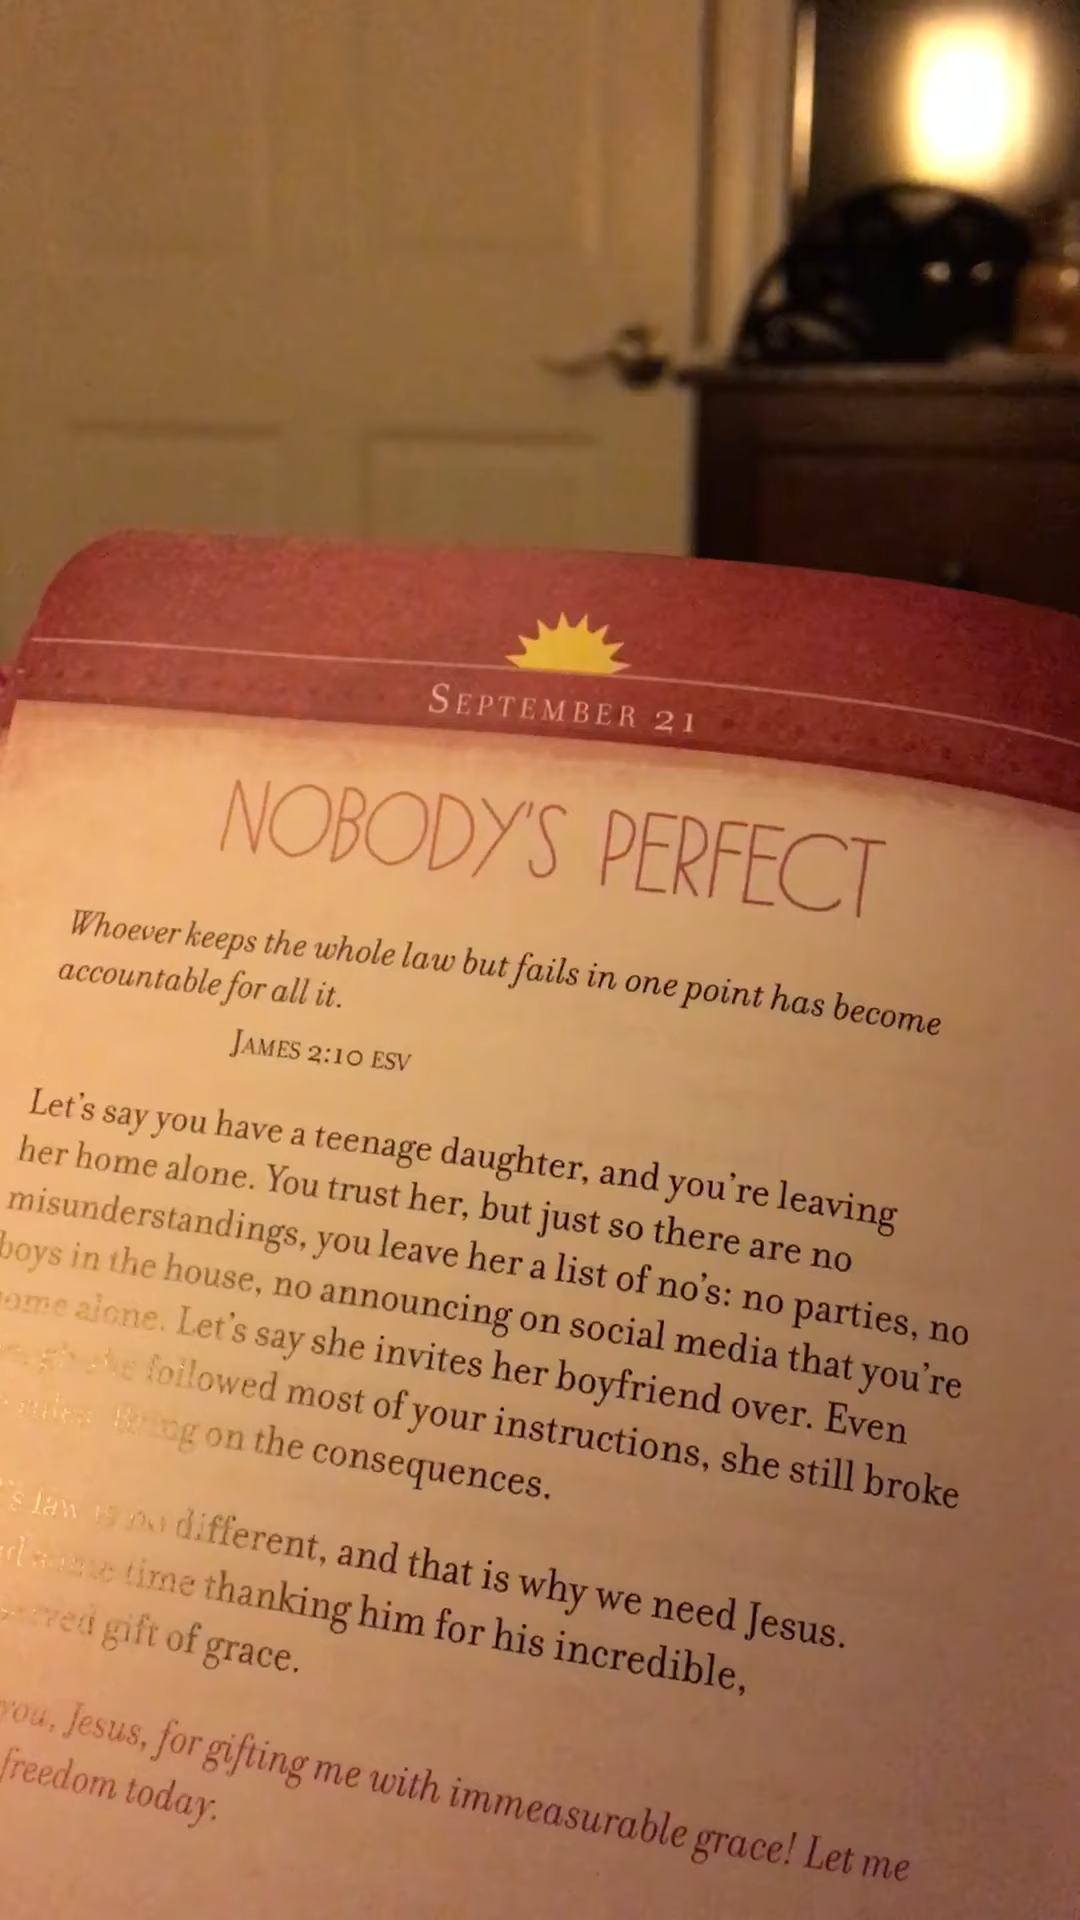 SEPTEMBER 21
NOBODY'S PERFECT
Whoever keeps the whole law but fails in one point has become
accountable for all it.
JAMES 2:10 ESV
Let's say you have a teenage daughter, and you're leaving
her home alone. You trust her, but just so there are no
misunderstandings, you leave her a list of no's: no parties, no
boys in the house, no announcing on social media that you're
alone. Let's say she invites her boyfriend over. Even
she followed most of your instructions, she still broke
on the consequences.
law is no different, and that is why we need Jesus.
time thanking him for his incredible,
gift of grace.
you, Jesus, for gifting me with immeasurable grace! Let me
freedom today.